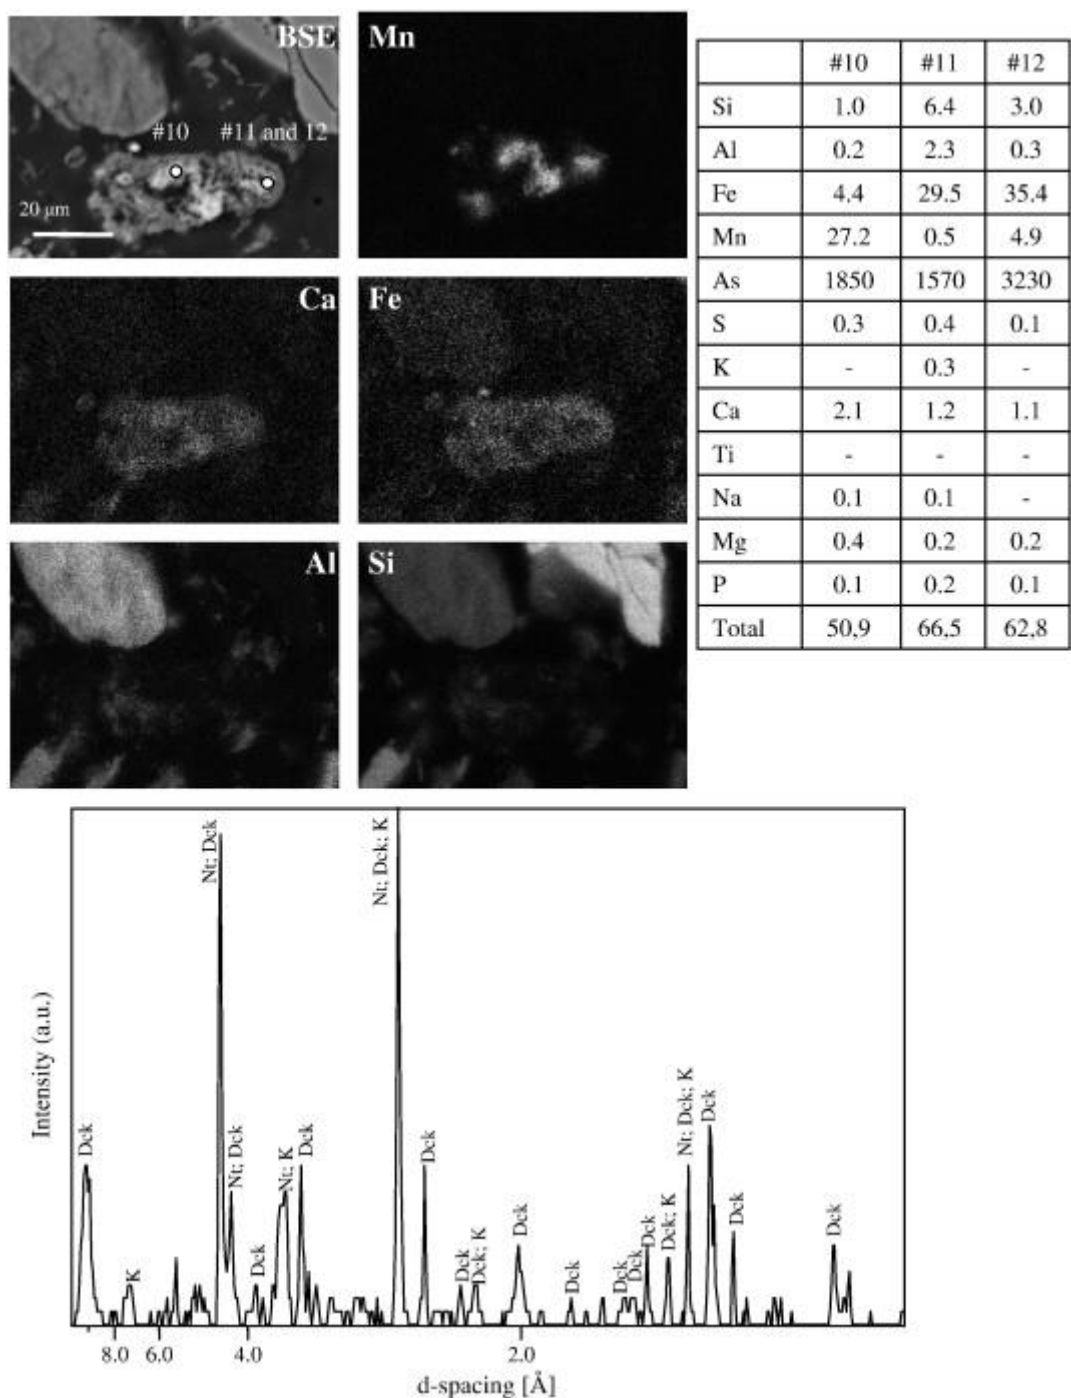 BSE
#10 #11 and 12
20 µm
Mn
Ca
Fe
Al
Si
#10 #11 #12
Si 1.0 6.4 3.0
Al 0.2 2.3 0.3
Fe 4.4 29.5 35.4
Mn 27.2 0.5 4.9
As 1850 1570 3230
S 0.3 0.4 0.1
K - 0.3 -
Ca 2.1 1.2 1.1
Ti - - -
Na 0.1 0.1 -
Mg 0.4 0.2 0.2
P 0.1 0.2 0.1
Total 50,9 66,5 62,8
Intensity (a.u.)
Dck
K
Nt; Dck
Nt; Dck
Dck
Nt; K
Dck
Nt; Dck; K
Dck
Dck
Dck; K
Dck
Dck
Dck
Dck
Dck
Dck; K
Nt; Dck; K
Dck
Dck
Dck
8.0 6.0 4.0 2.0
d-spacing [Å]